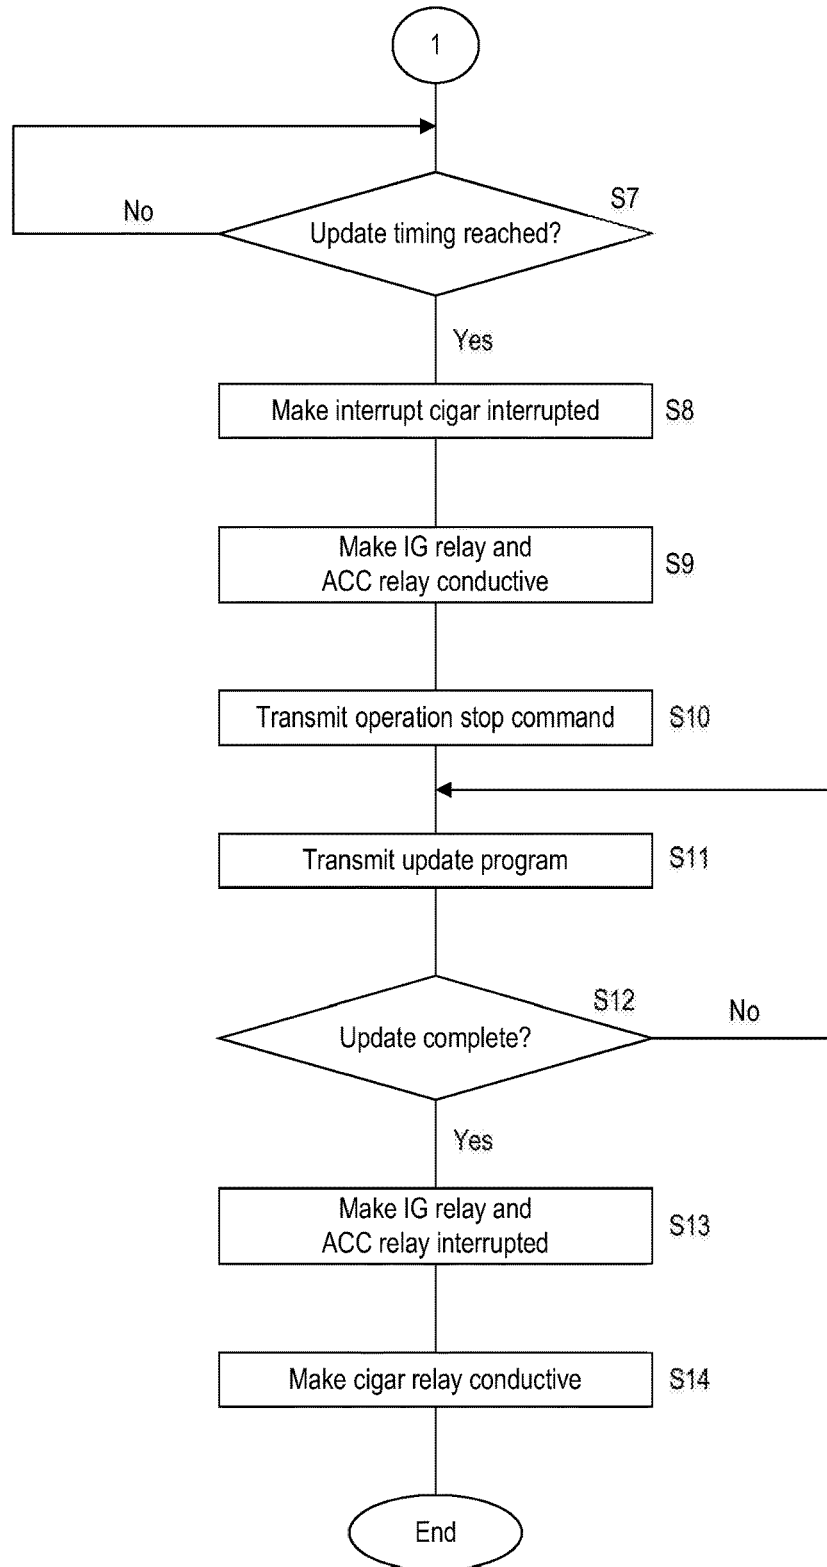 1
S7
No
Update timing reached?
Yes
Make interrupt cigar interrupted
S8
Make IG relay and
ACC relay conductive
S9
Transmit operation stop command
S10
Transmit update program
S11
S12
No
Update complete?
Yes
Make IG relay and
ACC relay interrupted
S13
Make cigar relay conductive
S14
End